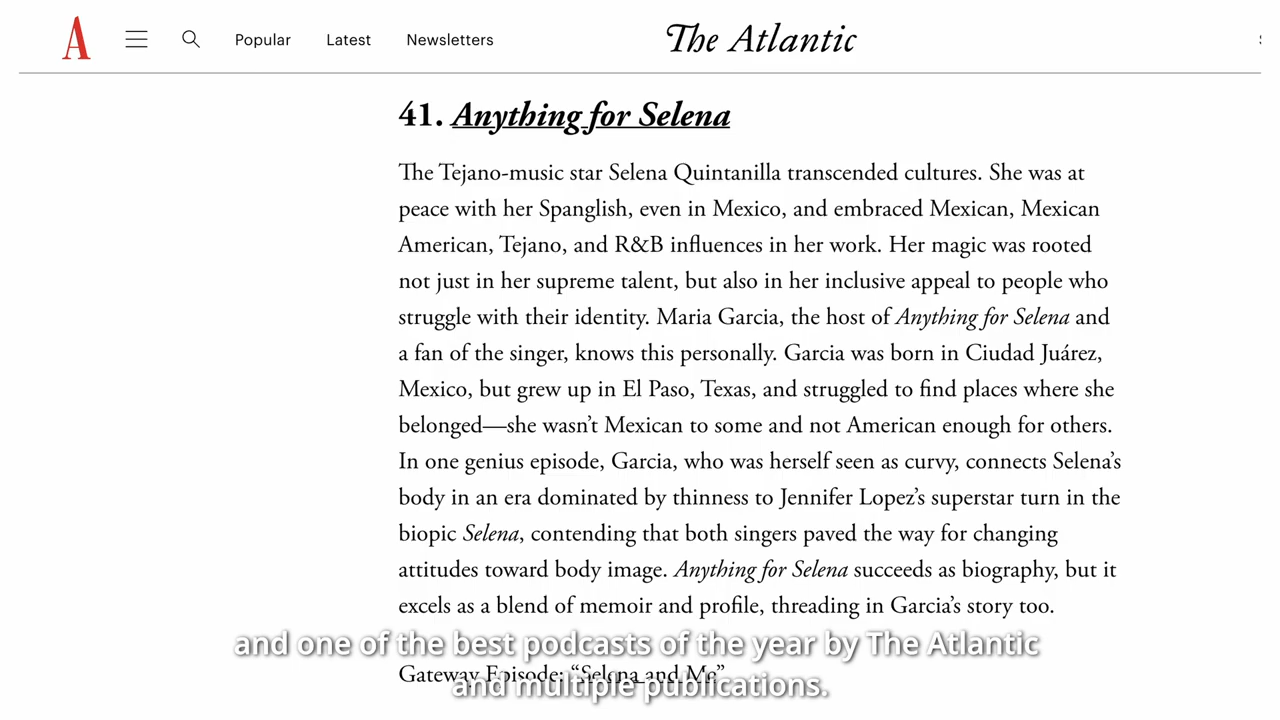 A Popular Latest Newsletters The Atlantic
41. Anything for Selena
The Tejano-music star Selena Quintanilla transcended cultures. She was at
peace with her Spanglish, even in Mexico, and embraced Mexican, Mexican
American, Tejano, and R&B influences in her work. Her magic was rooted
not just in her supreme talent, but also in her inclusive appeal to people who
struggle with their identity. Maria Garcia, the host of Anything for Selena and
a fan of the singer, knows this personally. Garcia was born in Ciudad Juárez,
Mexico, but grew up in El Paso, Texas, and struggled to find places where she
belonged—she wasn’t Mexican to some and not American enough for others.
In one genius episode, Garcia, who was herself seen as curvy, connects Selena’s
body in an era dominated by thinness to Jennifer Lopez’s superstar turn in the
biopic Selena, contending that both singers paved the way for changing
attitudes toward body image. Anything for Selena succeeds as biography, but it
excels as a blend of memoir and profile, threading in Garcia’s story too.
and one of the best podcasts of the year by The Atlantic
Gateway Episode: “Selena and Me”
and multiple publications.